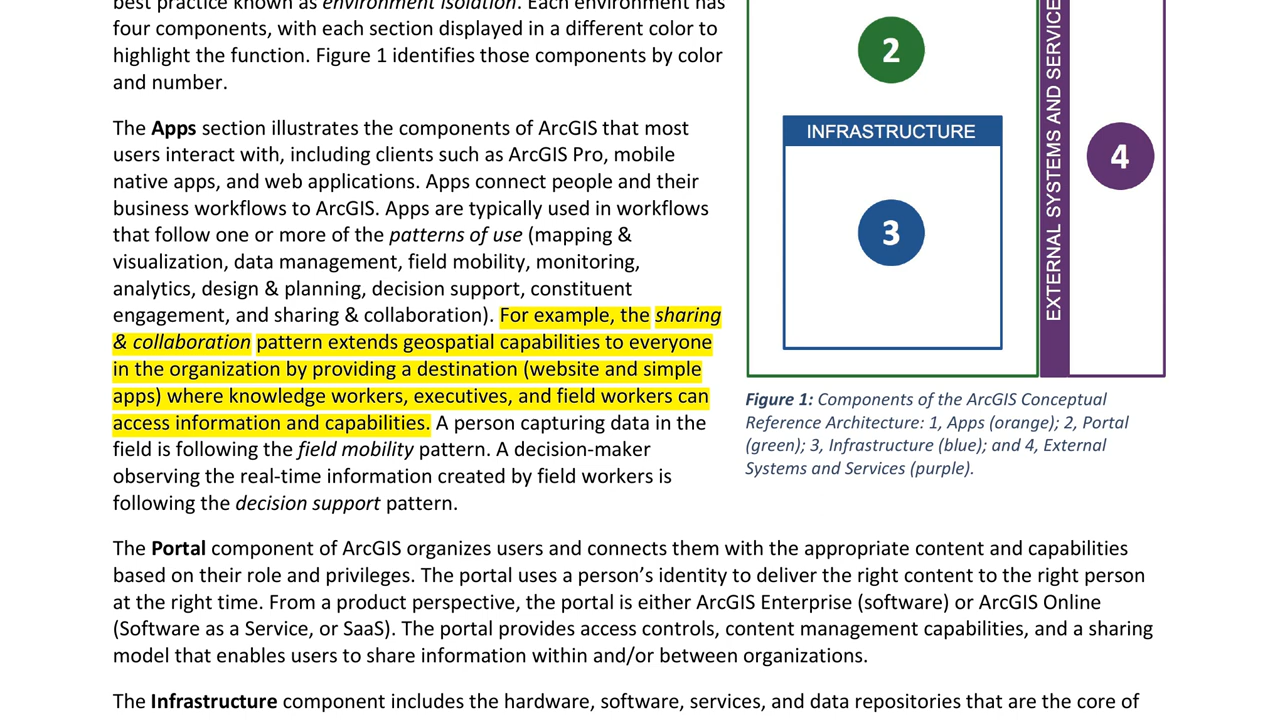 best practice known as environment isolation. Each environment has
four components, with each section displayed in a different color to
highlight the function. Figure 1 identifies those components by color
and number.
The Apps section illustrates the components of ArcGIS that most
users interact with, including clients such as ArcGIS Pro, mobile
native apps, and web applications. Apps connect people and their
business workflows to ArcGIS. Apps are typically used in workflows
that follow one or more of the patterns of use (mapping &
visualization, data management, field mobility, monitoring,
analytics, design & planning, decision support, constituent
engagement, and sharing & collaboration). For example, the sharing
& collaboration pattern extends geospatial capabilities to everyone
in the organization by providing a destination (website and simple
apps) where knowledge workers, executives, and field workers can
access information and capabilities. A person capturing data in the
field is following the field mobility pattern. A decision-maker
observing the real-time information created by field workers is
following the decision support pattern.
2
INFRASTRUCTURE
3
EXTERNAL SYSTEMS AND SERVICE
4
Figure 1: Components of the ArcGIS Conceptual
Reference Architecture: 1, Apps (orange); 2, Portal
(green); 3, Infrastructure (blue); and 4, External
Systems and Services (purple).
The Portal component of ArcGIS organizes users and connects them with the appropriate content and capabilities
based on their role and privileges. The portal uses a person’s identity to deliver the right content to the right person
at the right time. From a product perspective, the portal is either ArcGIS Enterprise (software) or ArcGIS Online
(Software as a Service, or SaaS). The portal provides access controls, content management capabilities, and a sharing
model that enables users to share information within and/or between organizations.
The Infrastructure component includes the hardware, software, services, and data repositories that are the core of